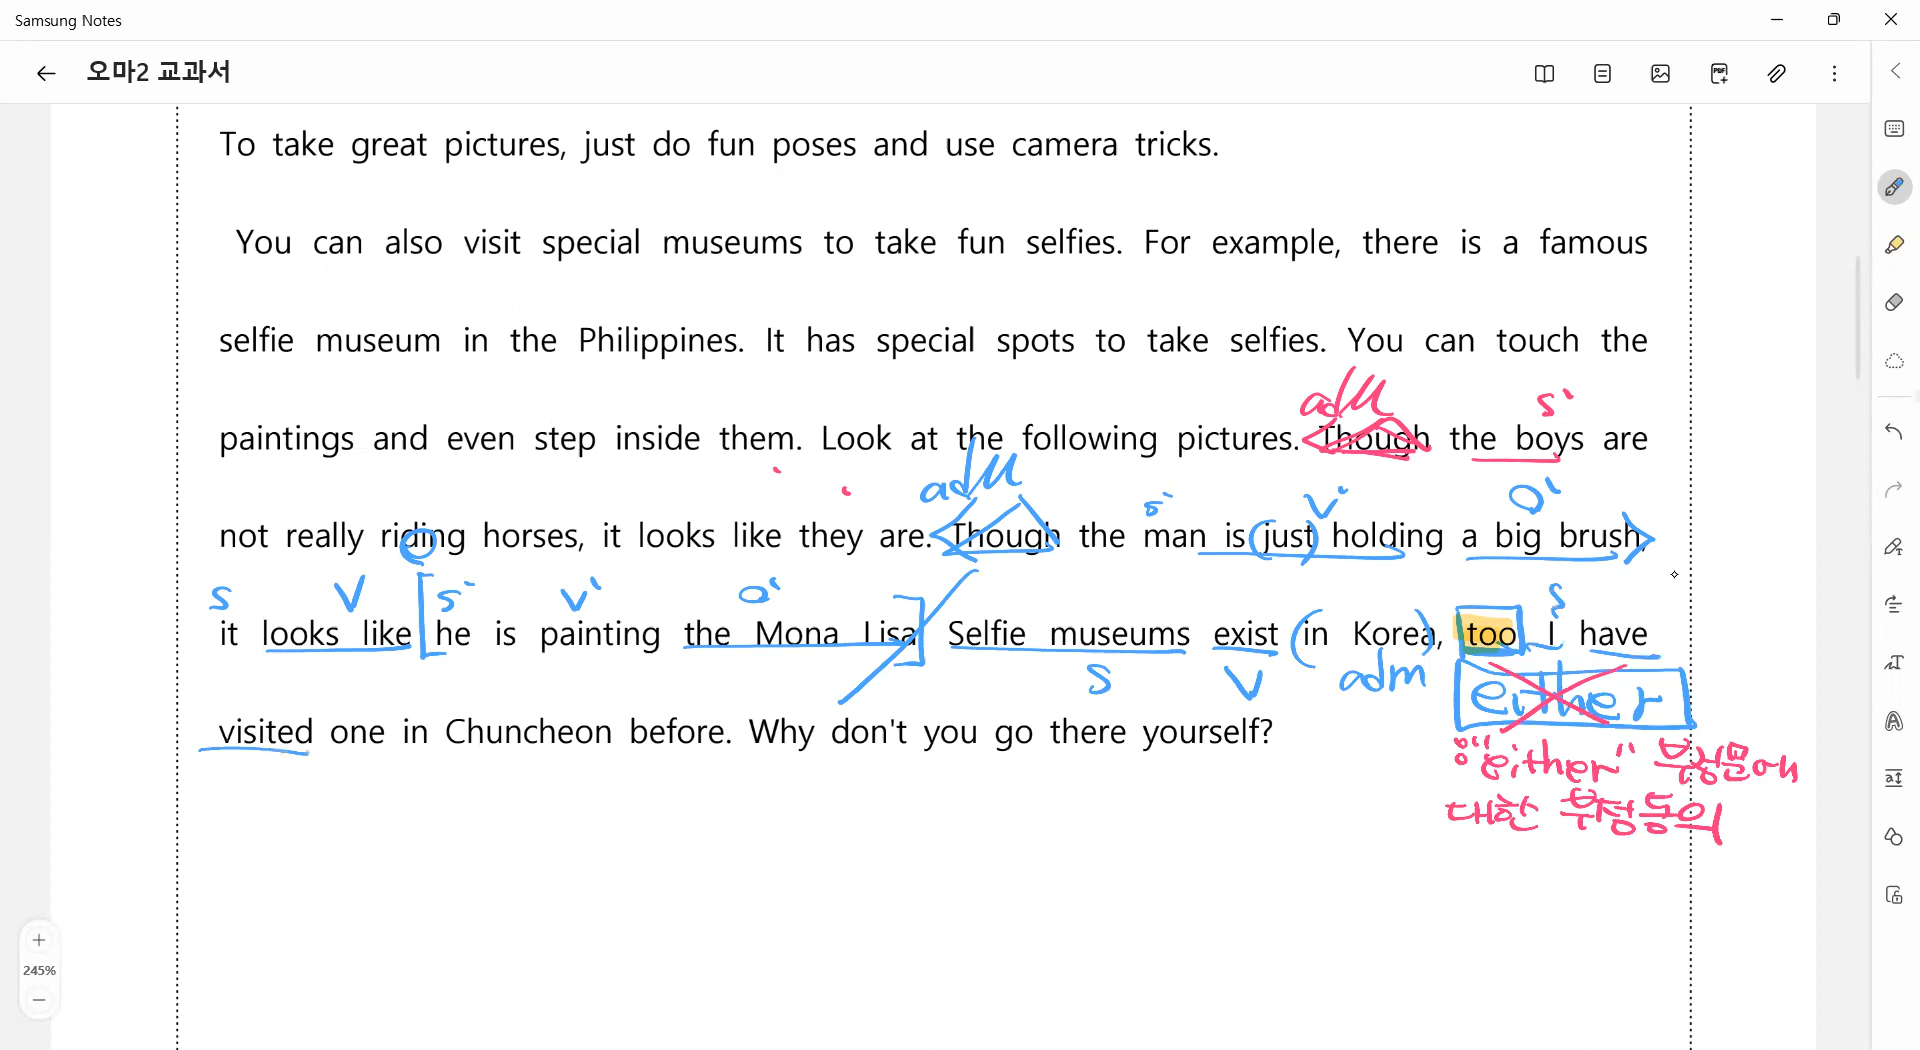 Samsung Notes
오마2 교과서
To take great pictures, just do fun poses and use camera tricks.
You can also visit special museums to take fun selfies. For example, there is a famous
selfie museum in the Philippines. It has special spots to take selfies. You can touch the
adv s'
paintings and even step inside them. Look at the following pictures. Though the boys are
s' v' o'
not really riding horses, it looks like they are. Though the man is just holding a big brush,
s v s' v' o' s
it looks like he is painting the Mona Lisa. Selfie museums exist in Korea, too. I have
s v either
visited one in Chuncheon before. Why don't you go there yourself?
"either" 부정문에
대한 부정동의
245%